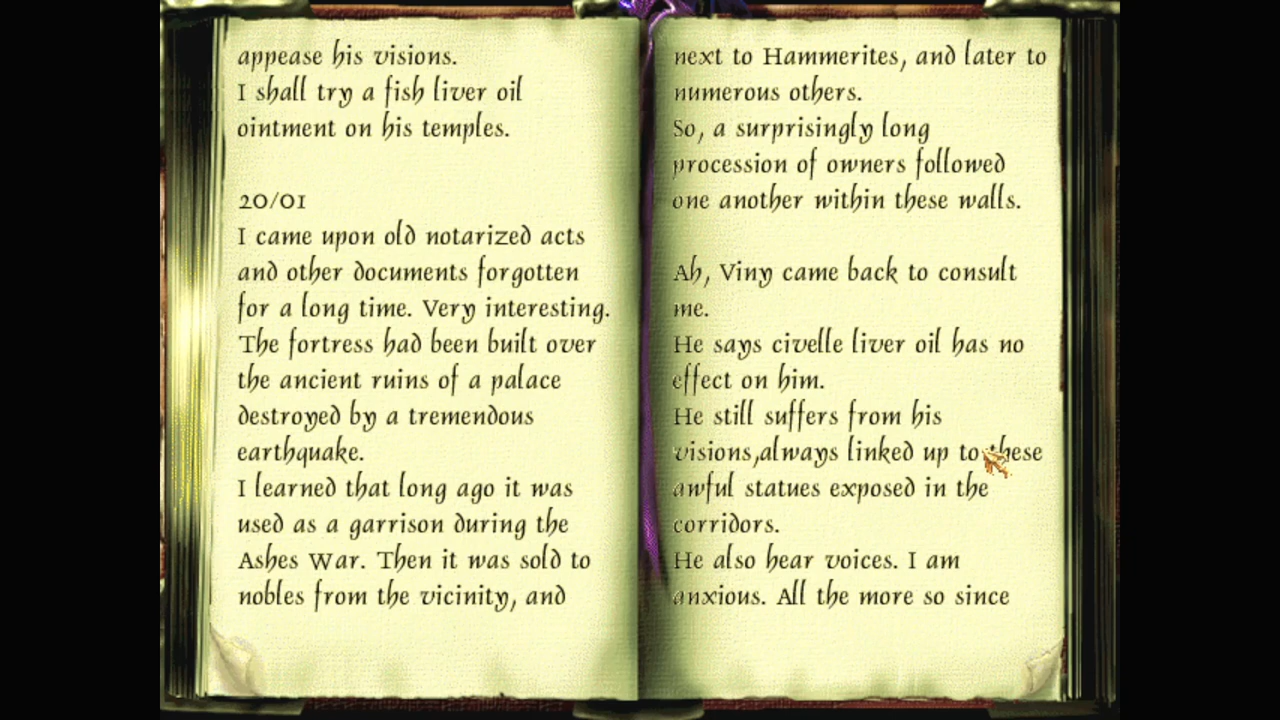 appease his visions.
I shall try a fish liver oil
ointment on his temples.
20/01
I came upon old notarized acts
and other documents forgotten
for a long time. Very interesting.
The fortress had been built over
the ancient ruins of a palace
destroyed by a tremendous
earthquake.
I learned that long ago it was
used as a garrison during the
Ashes War. Then it was sold to
nobles from the vicinity, and
next to Hammerites, and later to
numerous others.
So, a surprisingly long
procession of owners followed
one another within these walls.
Ah, Viny came back to consult
me.
He says civelle liver oil has no
effect on him.
He still suffers from his
visions,always linked up to these
awful statues exposed in the
corridors.
He also hear voices. I am
anxious. All the more so since